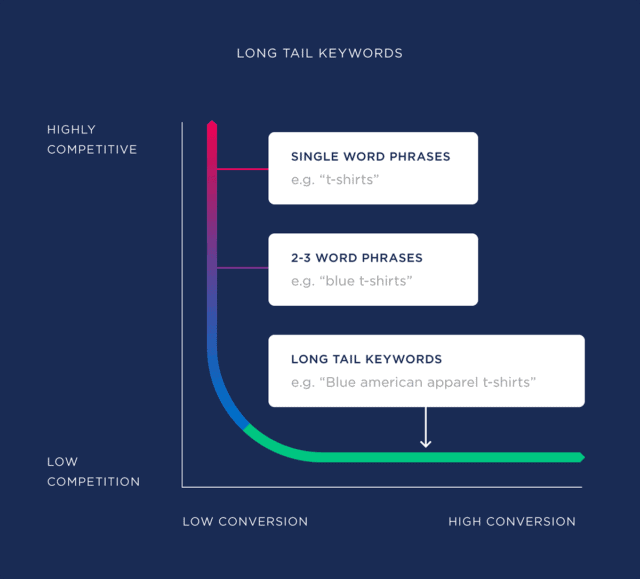 LONG TAIL KEYWORDS
HIGHLY
COMPETITIVE
SINGLE WORD PHRASES
e.g. “t-shirts”
2-3 WORD PHRASES
e.g. “blue t-shirts”
LONG TAIL KEYWORDS
e.g. “Blue american apparel t-shirts”
LOW
COMPETITION
LOW CONVERSION
HIGH CONVERSION